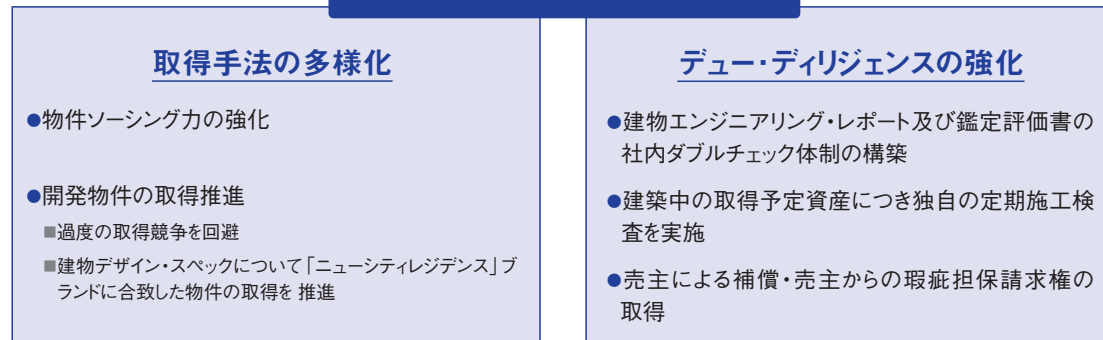 取得手法の多様化
●物件ソーシング力の強化
●開発物件の取得推進
■過度の取得競争を回避
■建物デザイン・スペックについて「ニューシティレジデンス」ブ
ランドに合致した物件の取得を 推進
デュー・ディリジェンスの強化
●建物エンジニアリング・レポート及び鑑定評価書の
社内ダブルチェック体制の構築
●建築中の取得予定資産につき独自の定期施工検
査を実施
●売主による補償・売主からの瑕疵担保請求権の
取得